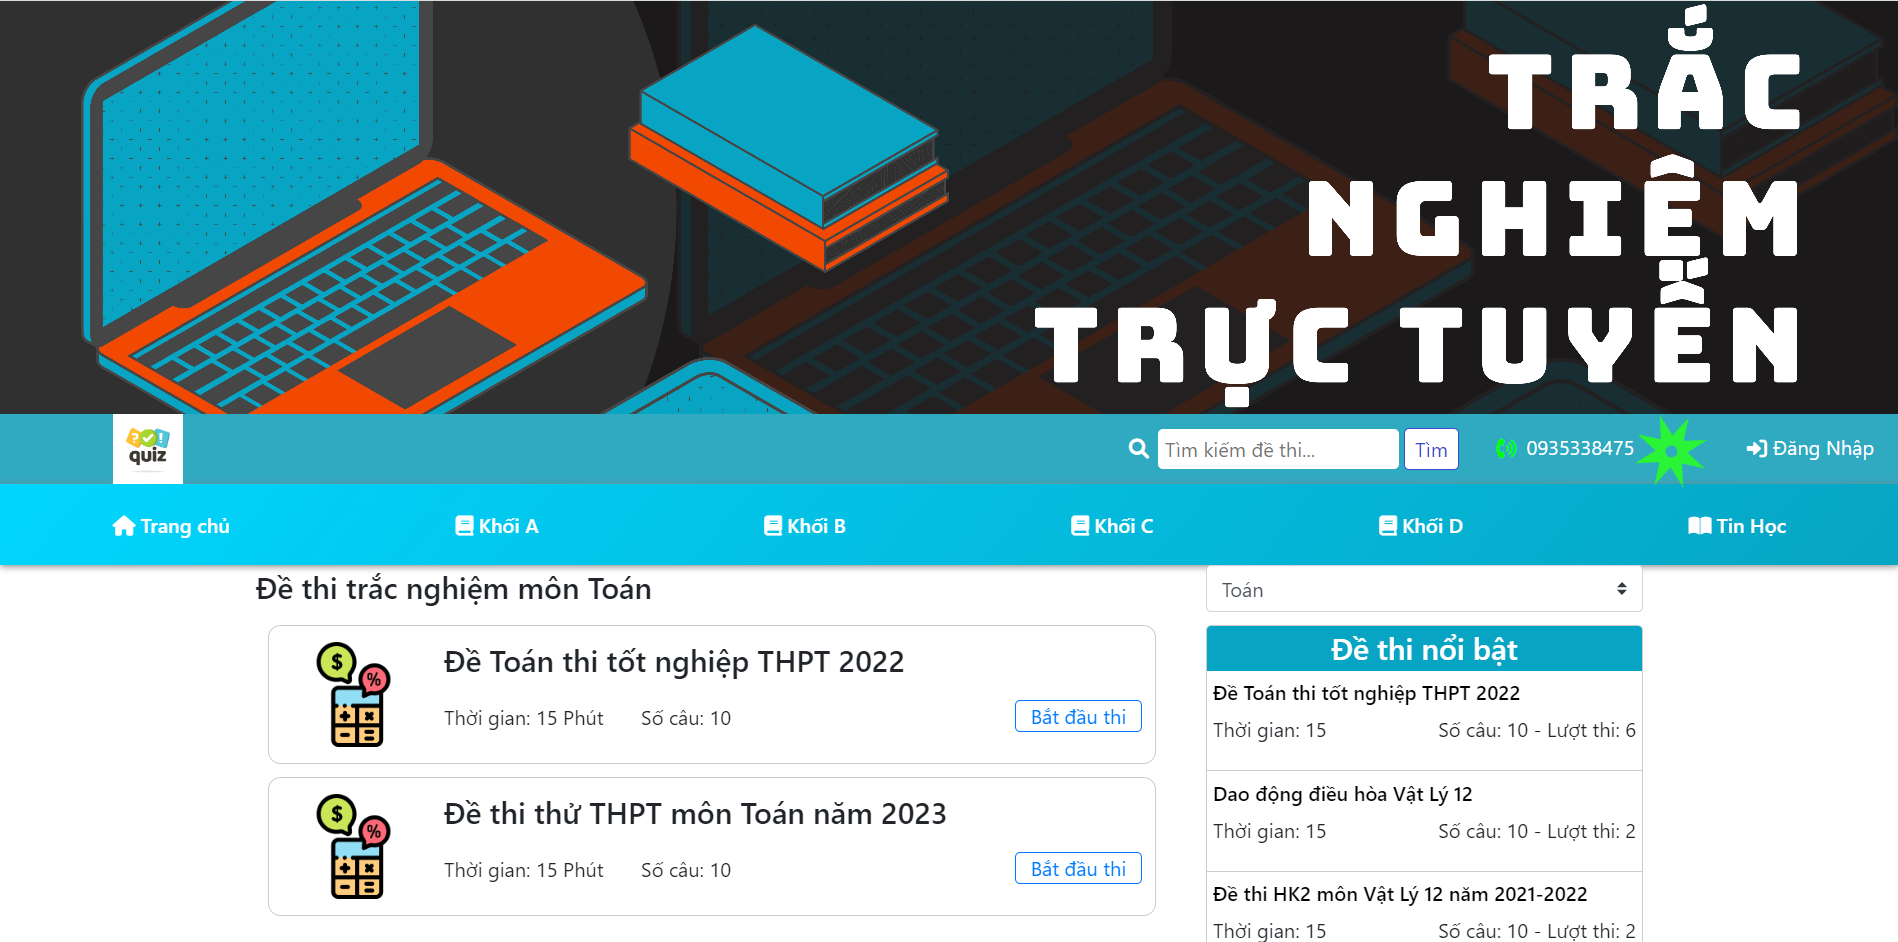 TRẮC
NGHIÊM
TRỰC TUYẾN
quiz
Tìm kiếm đề thi...
Tìm
0935338475
Đăng Nhập
Trang chủ
Khối A
Khối B
Khối C
Khối D
Tin Học
Đề thi trắc nghiệm môn Toán
Đề Toán thi tốt nghiệp THPT 2022
Thời gian: 15 Phút
Số câu: 10
Bắt đầu thi
Đề thi thử THPT môn Toán năm 2023
Thời gian: 15 Phút
Số câu: 10
Bắt đầu thi
Toán
Đề thi nổi bật
Đề Toán thi tốt nghiệp THPT 2022
Thời gian: 15
Số câu: 10 - Lượt thi: 6
Dao động điều hòa Vật Lý 12
Thời gian: 15
Số câu: 10 - Lượt thi: 2
Đề thi HK2 môn Vật Lý 12 năm 2021-2022
Thời gian: 15
Số câu: 10 - Lượt thi: 2